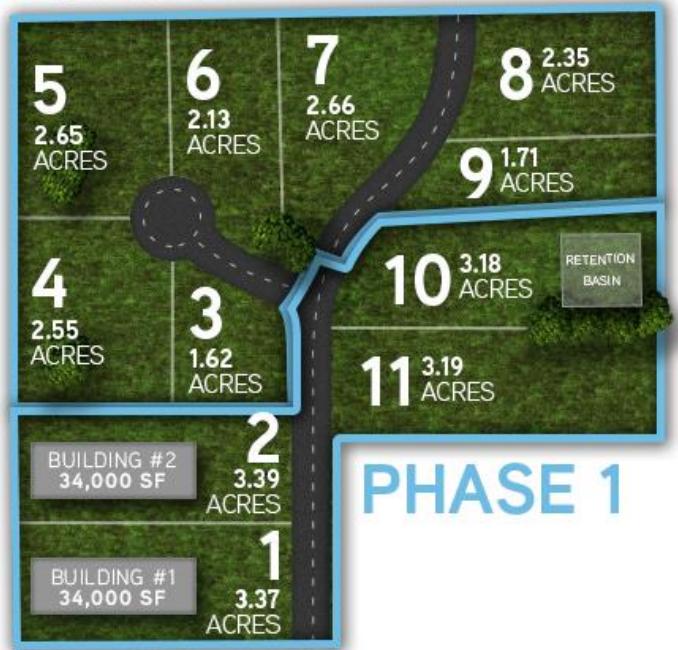 5
2.65
ACRES
6
2.13
ACRES
7
2.66
ACRES
8
2.35
ACRES
9
1.71
ACRES
4
2.55
ACRES
3
1.62
ACRES
10
3.18
ACRES
RETENTION
BASIN
11
3.19
ACRES
BUILDING #2
34,000 SF
2
3.39
ACRES
PHASE 1
BUILDING #1
34,000 SF
1
3.37
ACRES